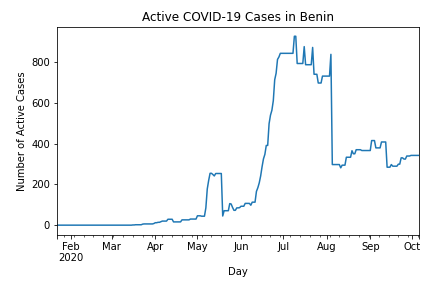 Active COVID-19 Cases in Benin
Number of Active Cases
800
600
400
200
0
Feb Mar Apr May Jun Jul Aug Sep Oct
2020
Day